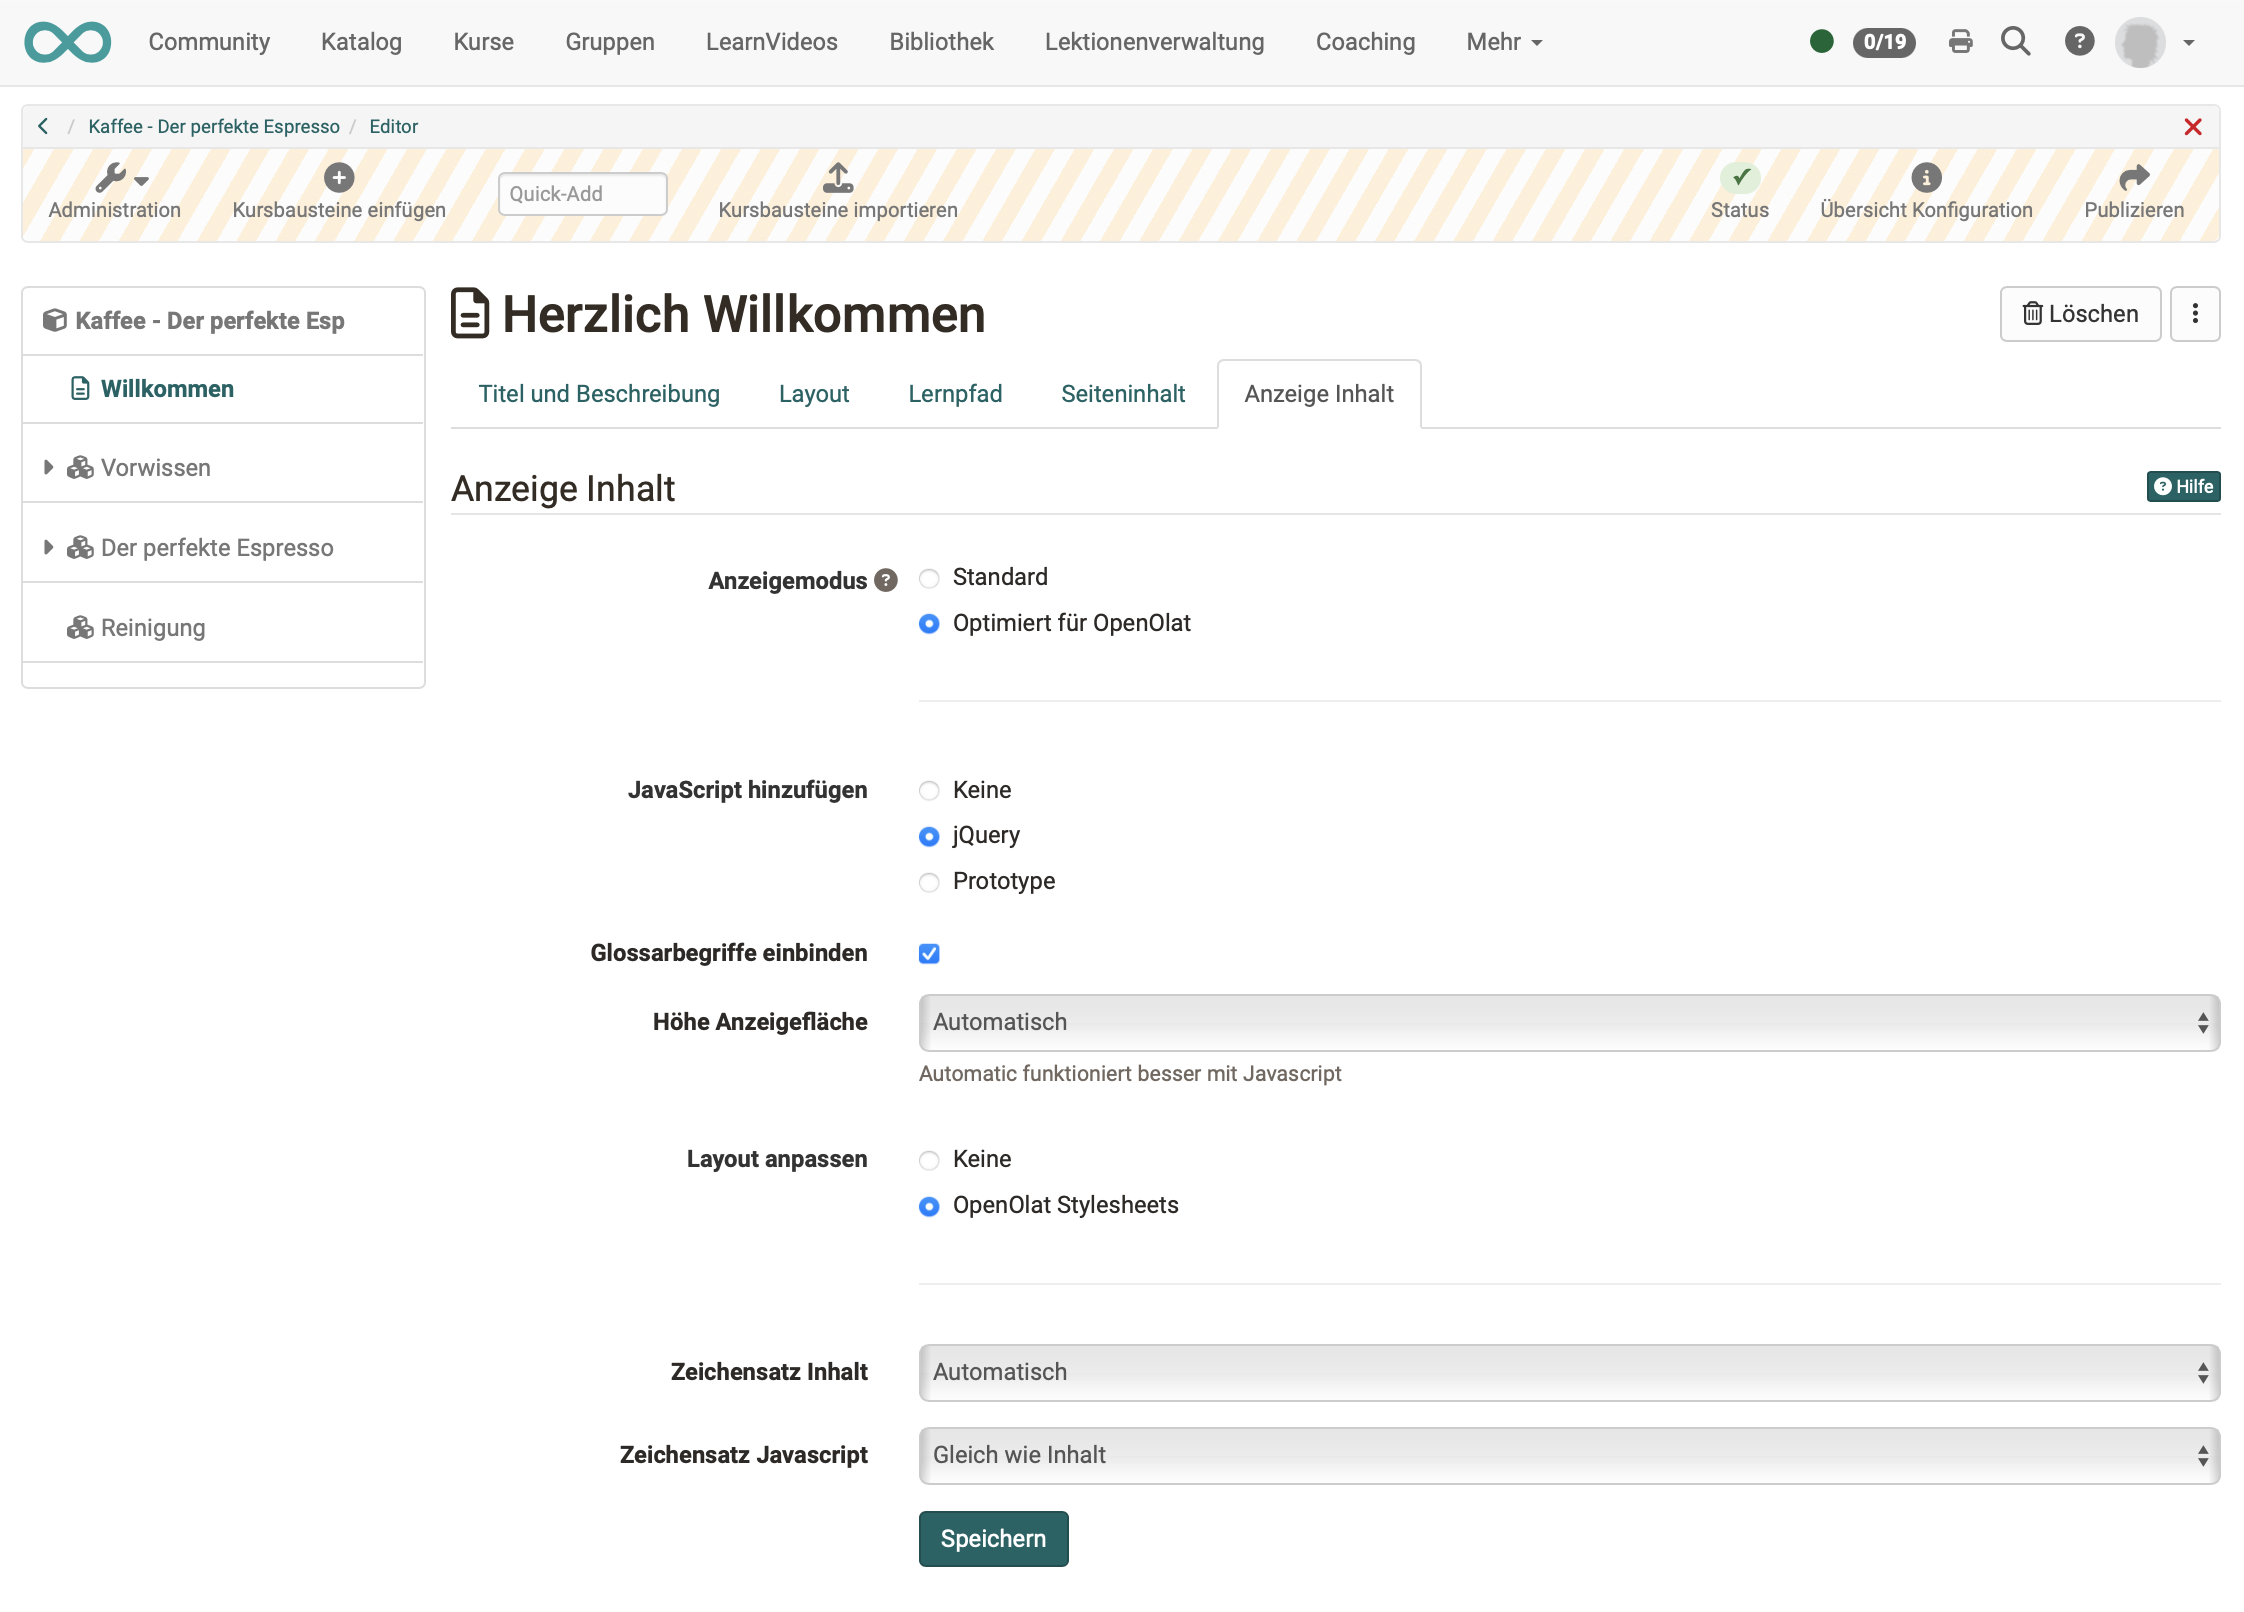 Community Katalog Kurse Gruppen LearnVideos Bibliothek Lektionenverwaltung Coaching Mehr 0/19 ?
/ Kaffee - Der perfekte Espresso / Editor
Administration Kursbausteine einfügen Quick-Add Kursbausteine importieren Status Übersicht Konfiguration Publizieren
Kaffee - Der perfekte Esp
Willkommen
Vorwissen
Der perfekte Espresso
Reinigung
Herzlich Willkommen
Löschen
Titel und Beschreibung Layout Lernpfad Seiteninhalt Anzeige Inhalt
Anzeige Inhalt
? Hilfe
Anzeigemodus ? Standard
Optimiert für OpenOlat
JavaScript hinzufügen Keine
jQuery
Prototype
Glossarbegriffe einbinden
Höhe Anzeigefläche Automatisch
Automatic funktioniert besser mit Javascript
Layout anpassen Keine
OpenOlat Stylesheets
Zeichensatz Inhalt Automatisch
Zeichensatz Javascript Gleich wie Inhalt
Speichern